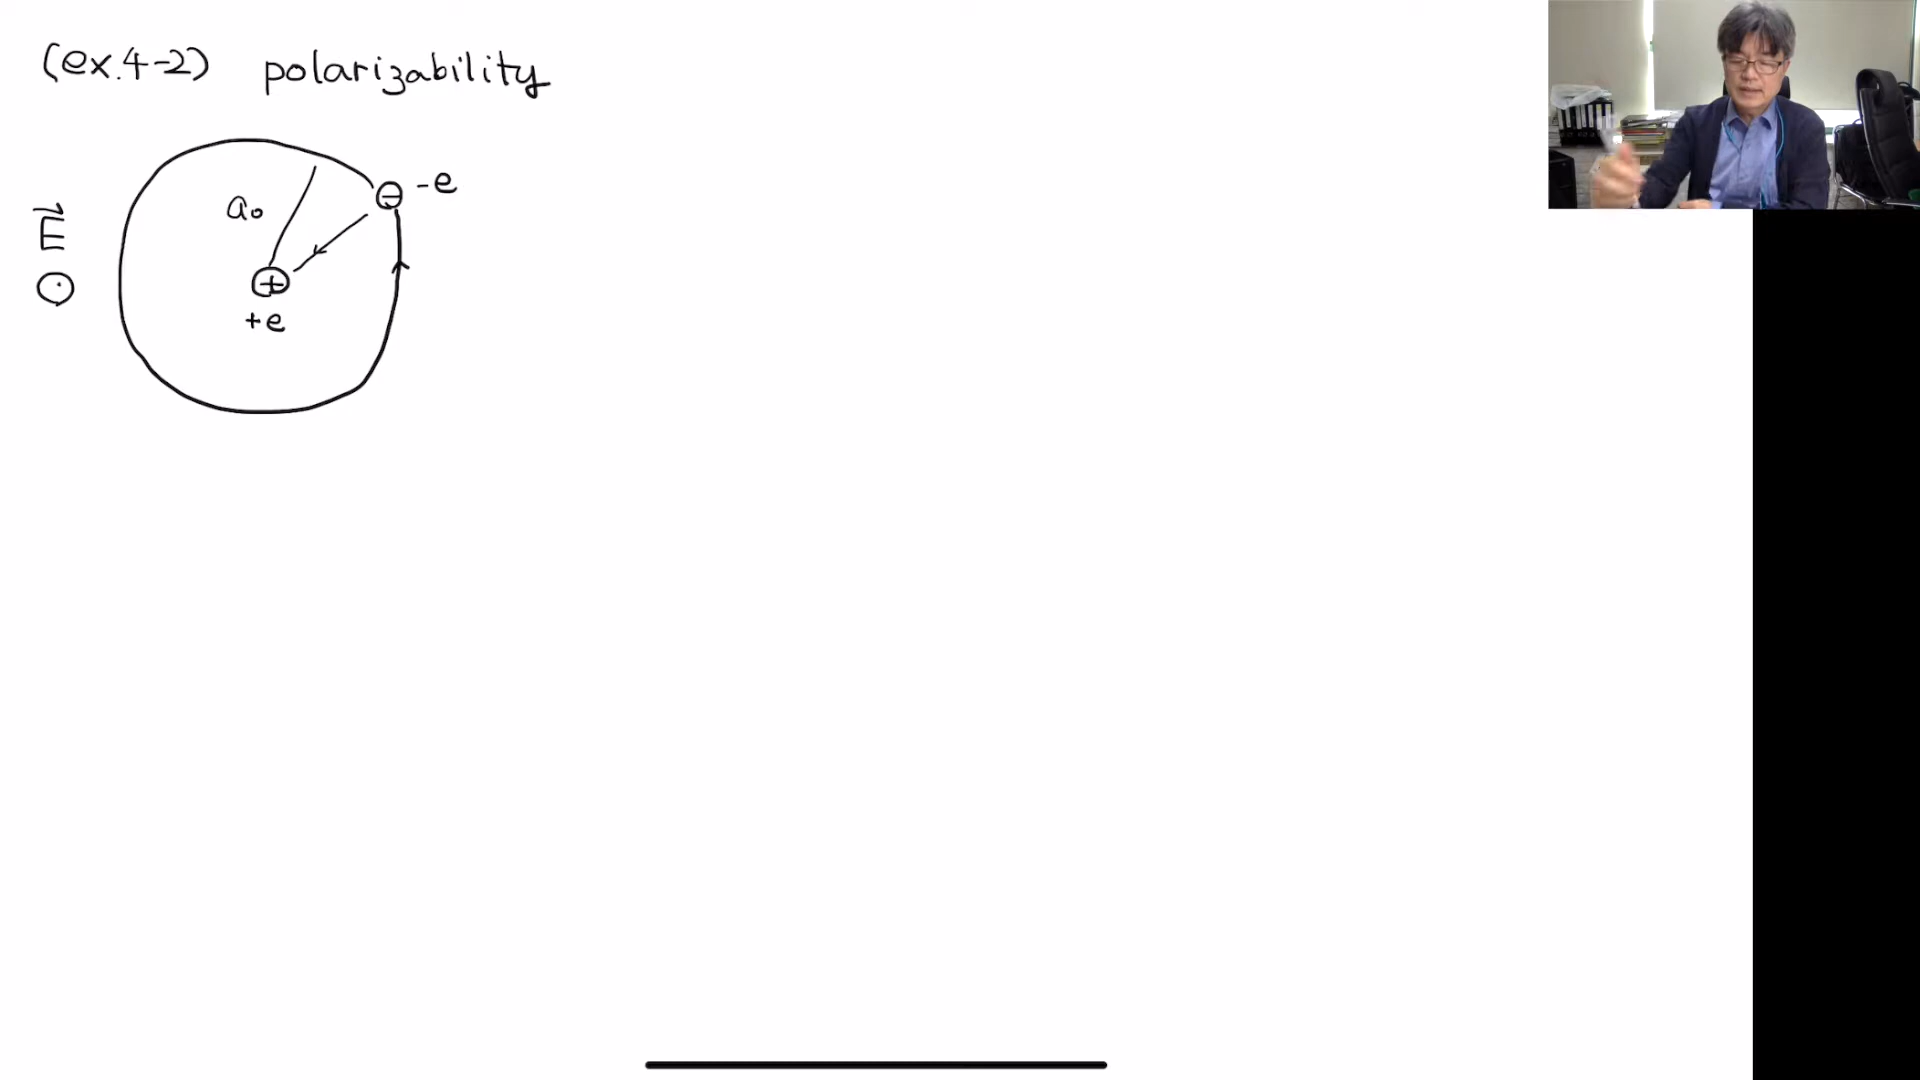 (ex.4-2) polarizability
⊖ -e
a₀
E⃗
⊙
⊕
+e